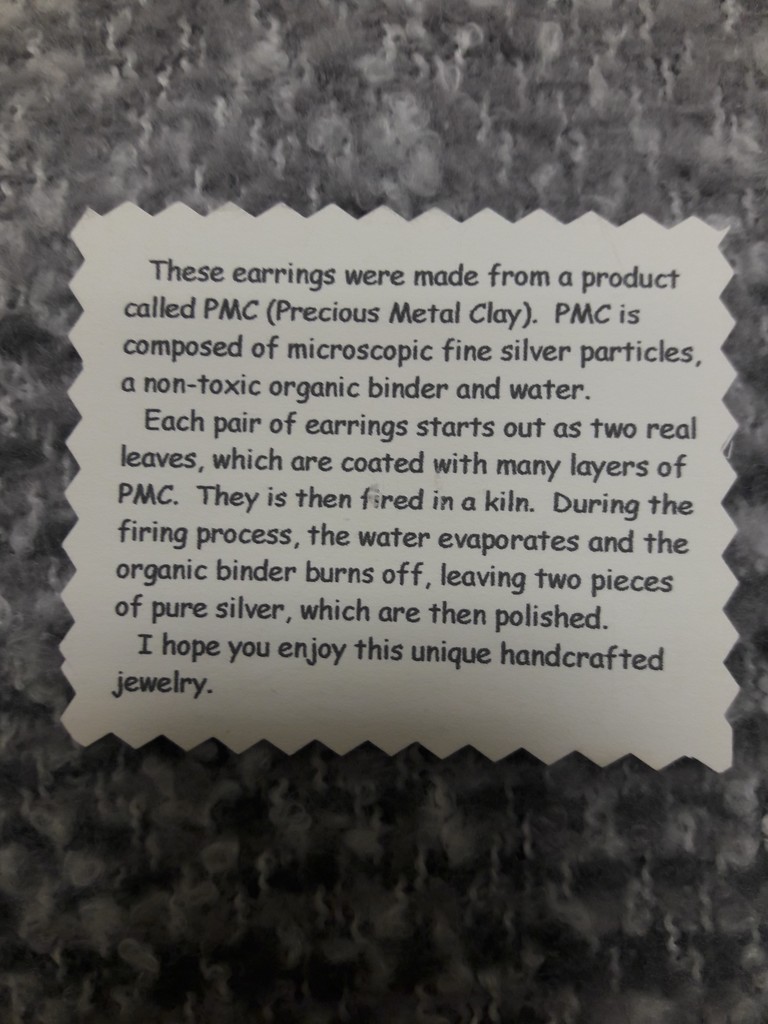 These earrings were made from a product
called PMC (Precious Metal Clay). PMC is
composed of microscopic fine silver particles,
a non-toxic organic binder and water.
Each pair of earrings starts out as two real
leaves, which are coated with many layers of
PMC. They is then fired in a kiln. During the
firing process, the water evaporates and the
organic binder burns off, leaving two pieces
of pure silver, which are then polished.
I hope you enjoy this unique handcrafted
jewelry.